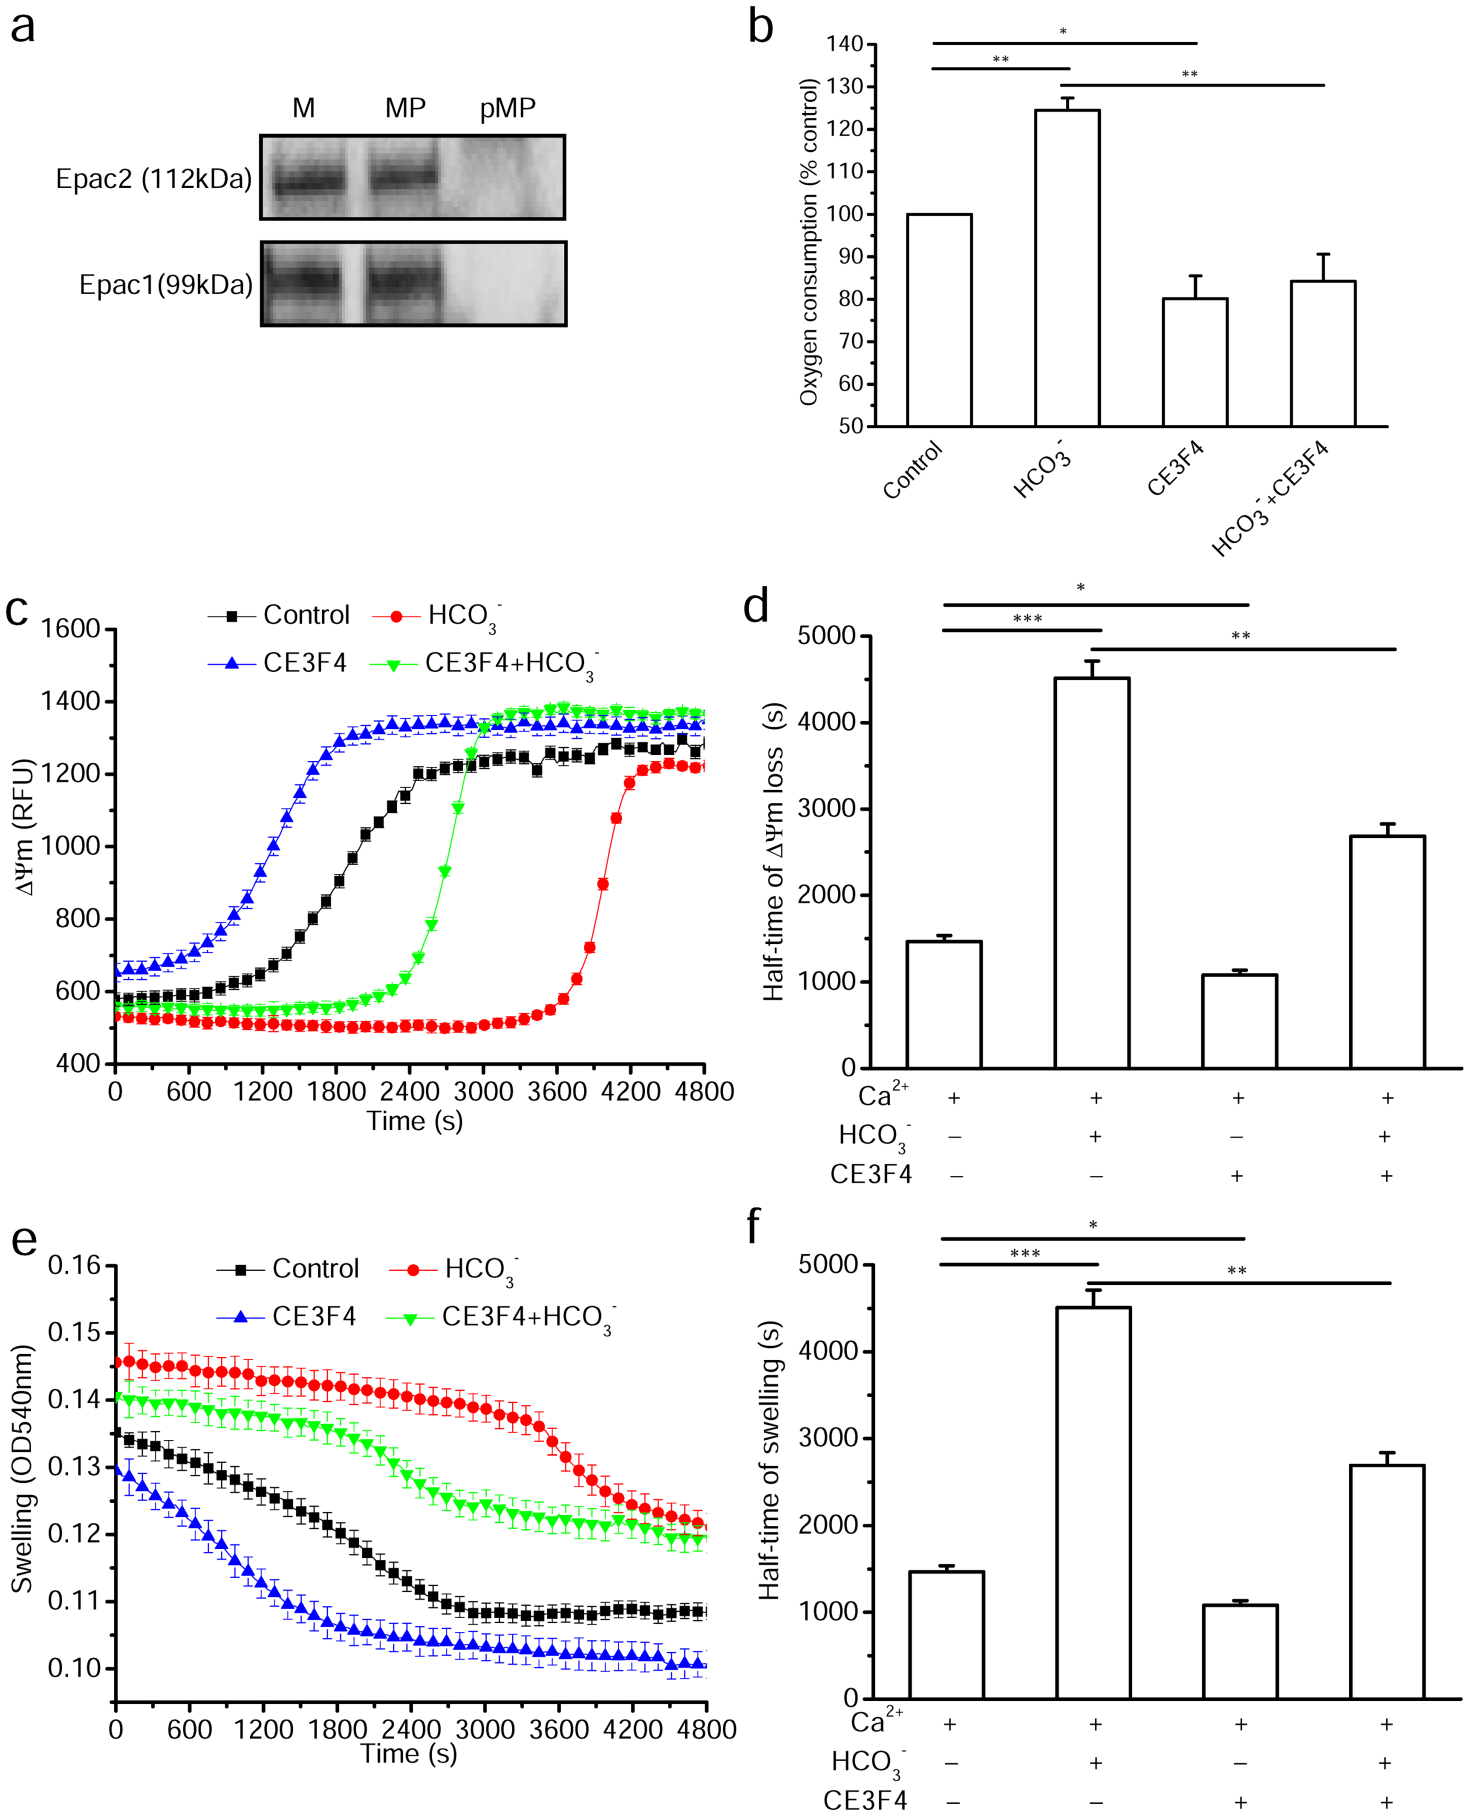 a
M MP pMP
Epac2 (112kDa)
Epac1(99kDa)
b
Oxygen consumption (% control)
140
130
120
110
100
90
80
70
60
50
*
**
**
Control
HCO3-
CE3F4
HCO3-+CE3F4
c
Control HCO3-
CE3F4 CE3F4+HCO3-
ΔΨm (RFU)
1600
1400
1200
1000
800
600
400
0 600 1200 1800 2400 3000 3600 4200 4800
Time (s)
d
Half-time of ΔΨm loss (s)
5000
4000
3000
2000
1000
0
*
***
**
Ca2+ + + + +
HCO3- – + – +
CE3F4 – – + +
e
Control HCO3-
CE3F4 CE3F4+HCO3-
Swelling (OD540nm)
0.16
0.15
0.14
0.13
0.12
0.11
0.10
0 600 1200 1800 2400 3000 3600 4200 4800
Time (s)
f
Half-time of swelling (s)
5000
4000
3000
2000
1000
0
*
***
**
Ca2+ + + + +
HCO3- – + – +
CE3F4 – – + +